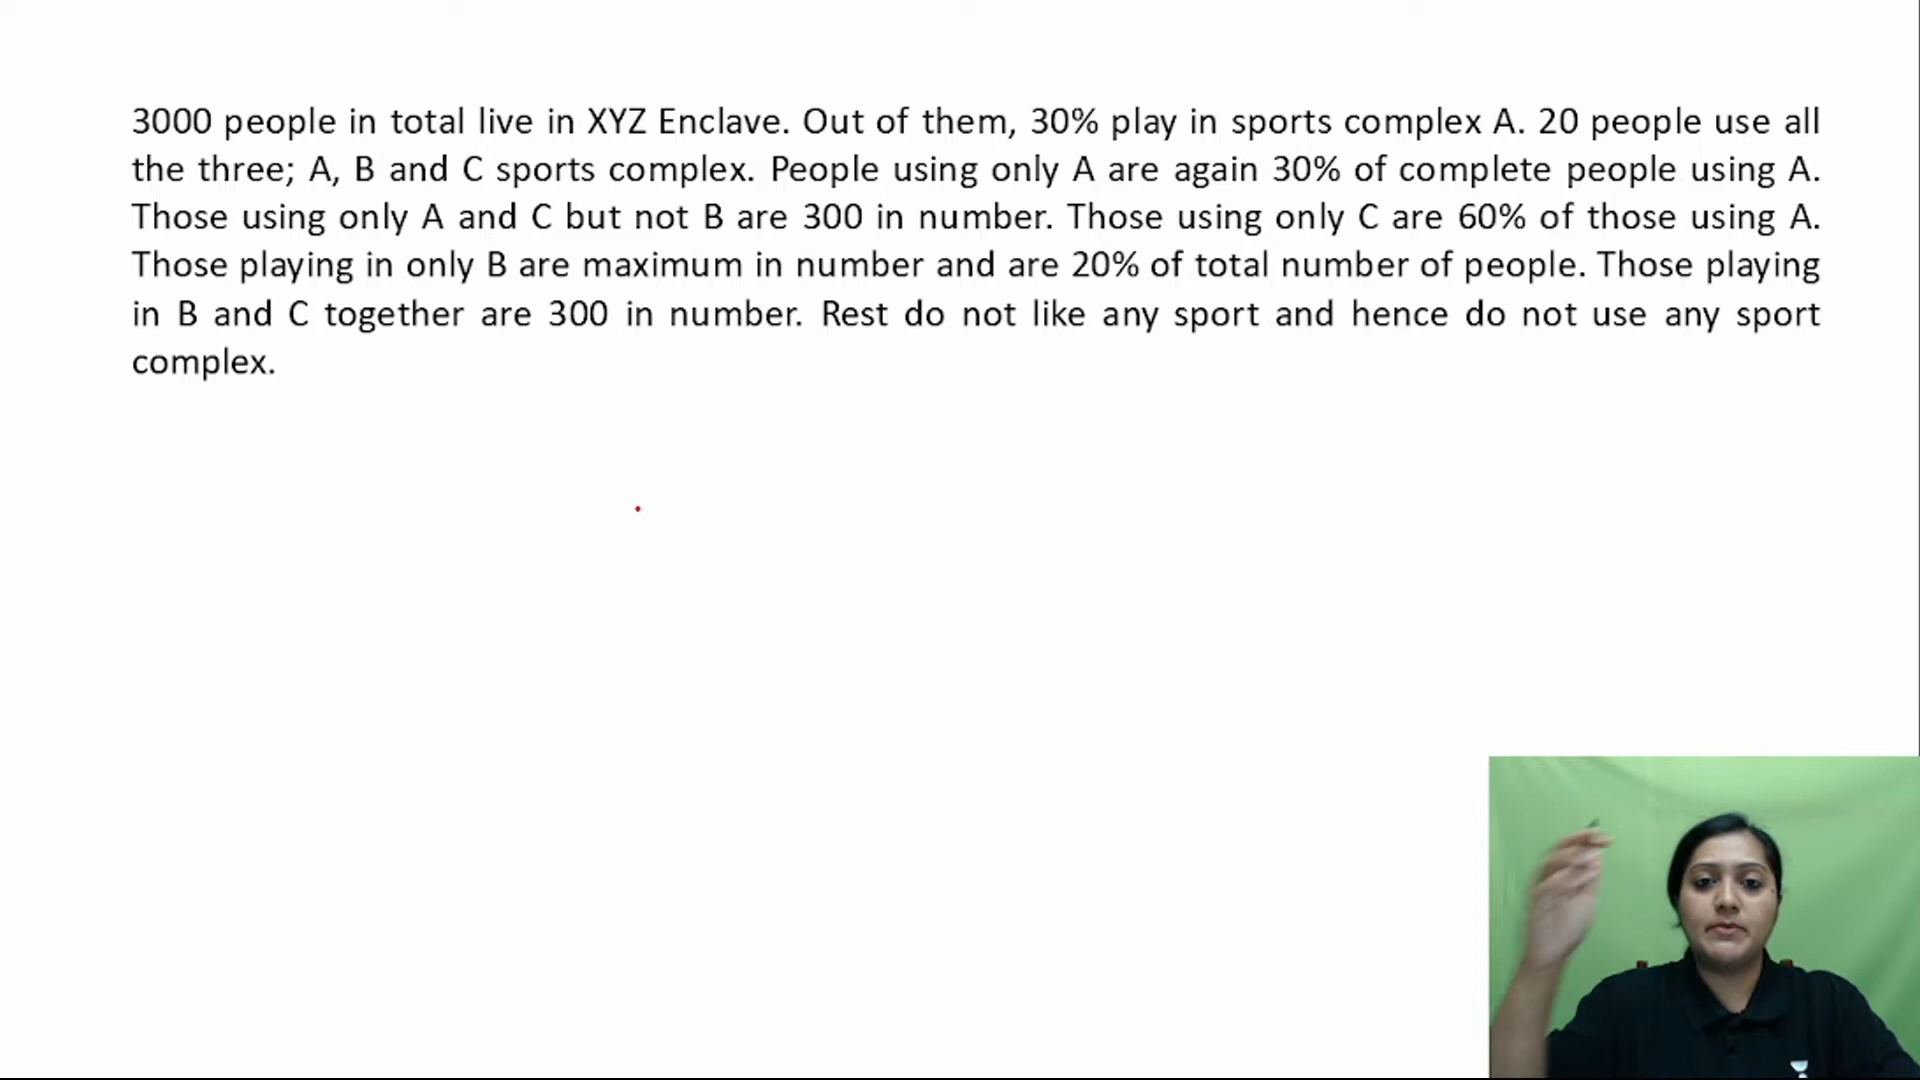 3000 people in total live in XYZ Enclave. Out of them, 30% play in sports complex A. 20 people use all
the three; A, B and C sports complex. People using only A are again 30% of complete people using A.
Those using only A and C but not B are 300 in number. Those using only C are 60% of those using A.
Those playing in only B are maximum in number and are 20% of total number of people. Those playing
in B and C together are 300 in number. Rest do not like any sport and hence do not use any sport
complex.